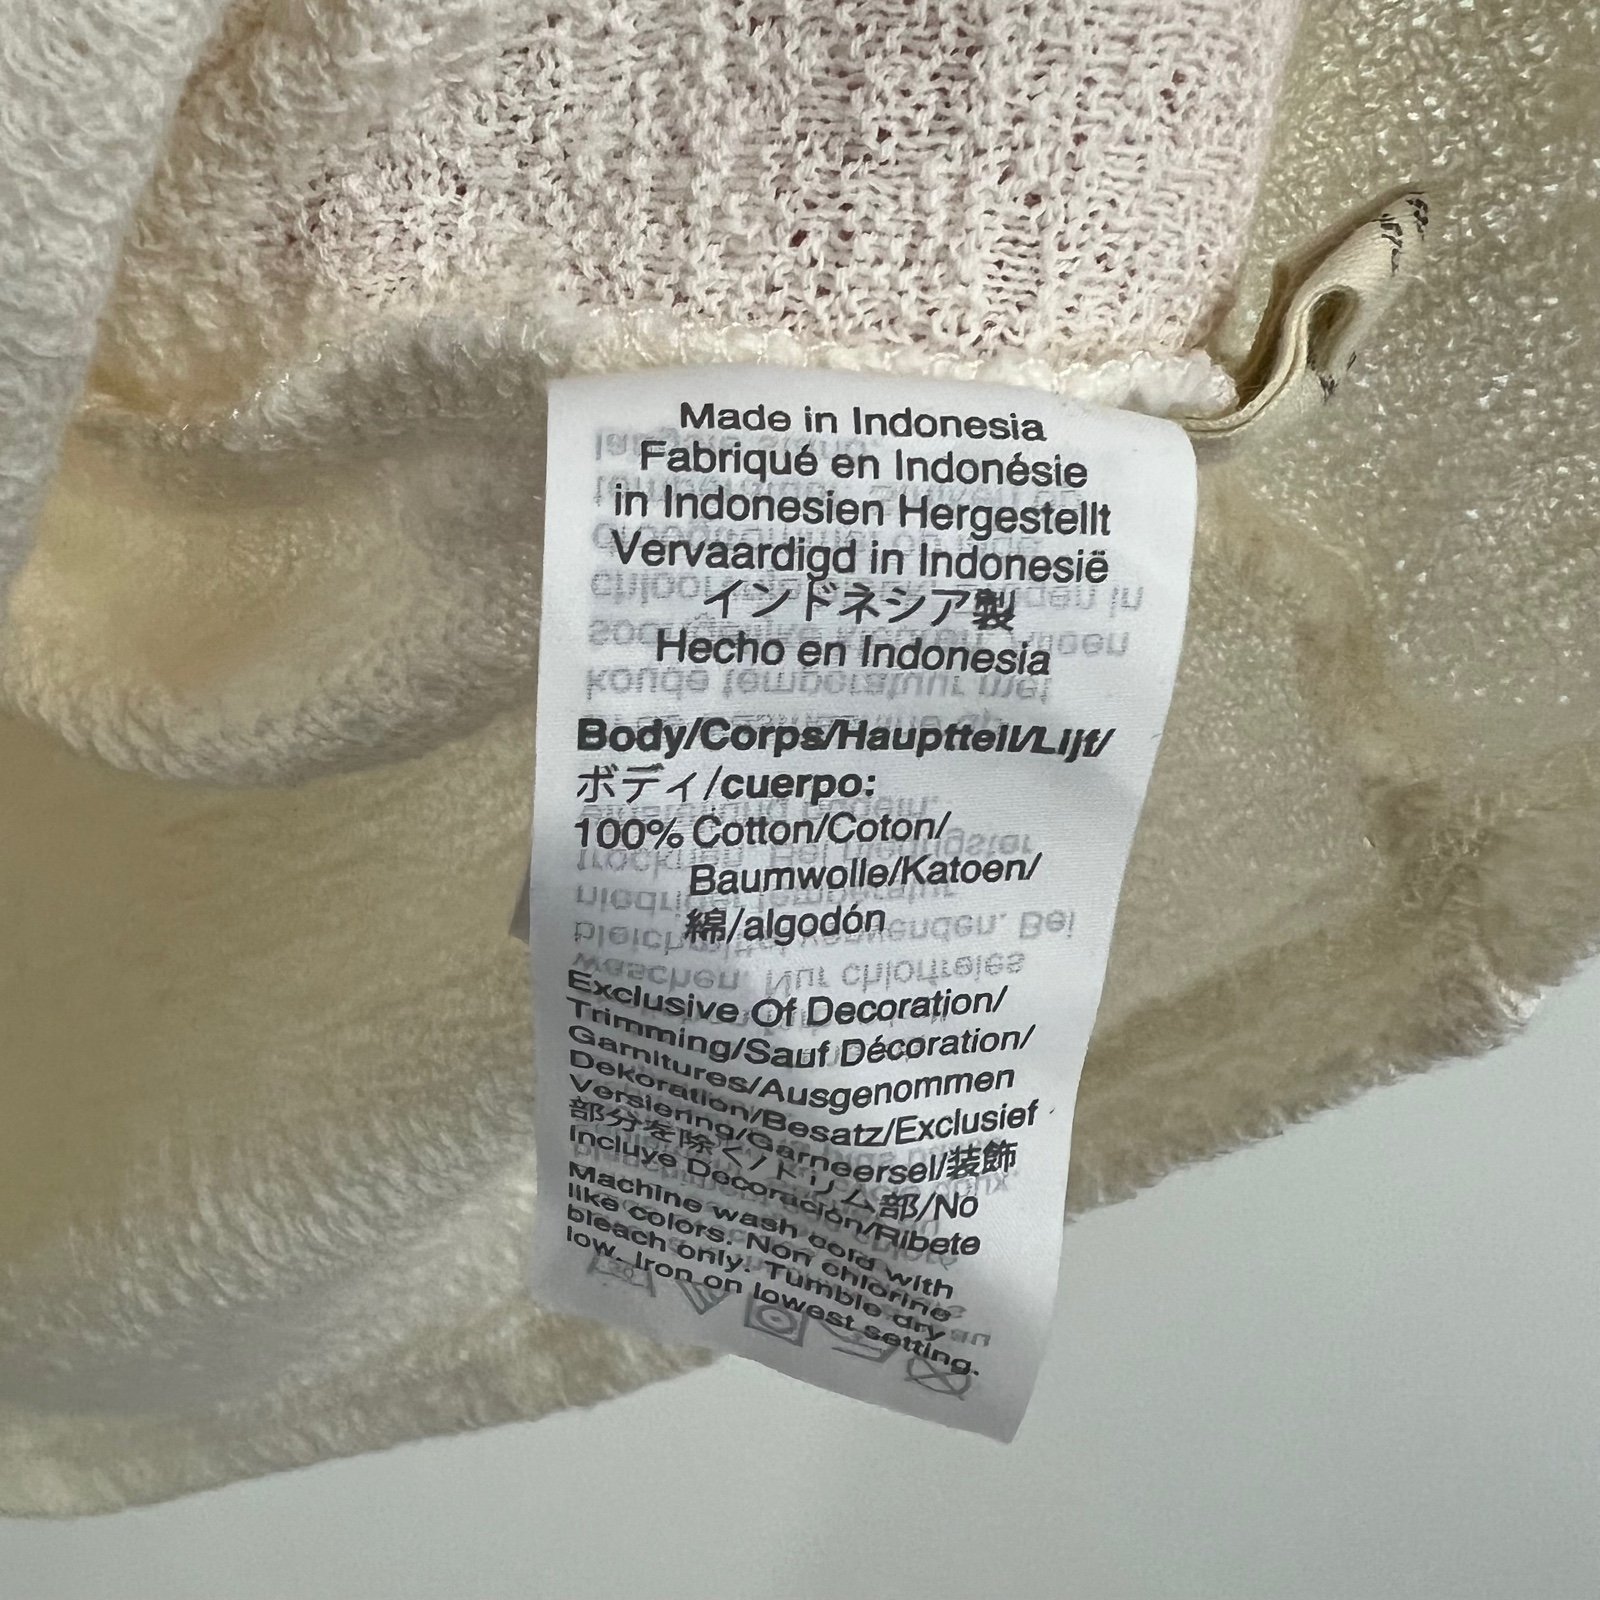 Made in Indonesia
Fabriqué en Indonésie
in Indonesien Hergestellt
Vervaardigd in Indonesië
インドネシア製
Hecho en Indonesia
Body/Corps/Hauptteil/Lijf/
ボディ/cuerpo:
100% Cotton/Coton/
Baumwolle/Katoen/
綿/algodón
Exclusive Of Decoration/
Trimming/Sauf Décoration/
Garnitures/Ausgenommen
Dekoration/Besatz/Exclusief
Versiering/Garneersel/装飾
部分を除く/トリム部/No
Incluye Decoración/Ribete
Machine wash cold with
like colors. Non chlorine
bleach only. Tumble dry
low. Iron on lowest setting.